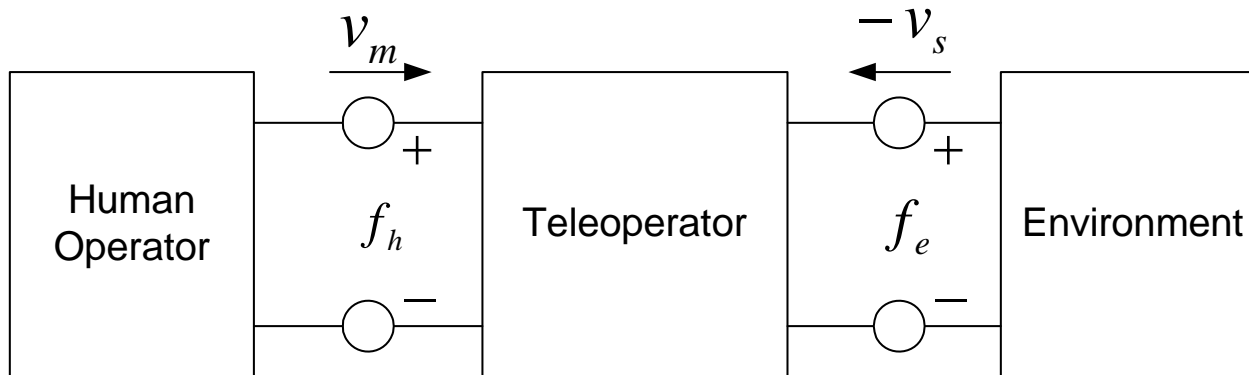 v_m
− v_s
+
+
Human
Operator
f_h
Teleoperator
f_e
Environment
−
−